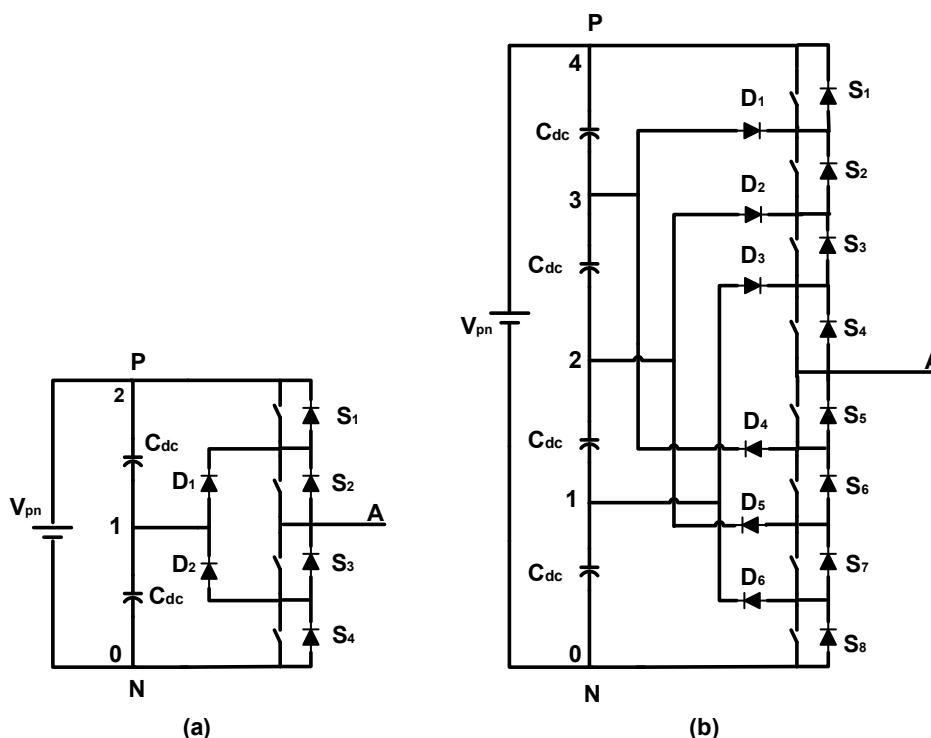 P
2
Cdc
S1
D1
S2
Vpn
1
A
D2
S3
Cdc
S4
0
N
(a)
P
4
S1
D1
Cdc
S2
D2
3
S3
D3
Cdc
Vpn
S4
2
A
D4
S5
Cdc
S6
1
D5
S7
D6
Cdc
S8
0
N
(b)